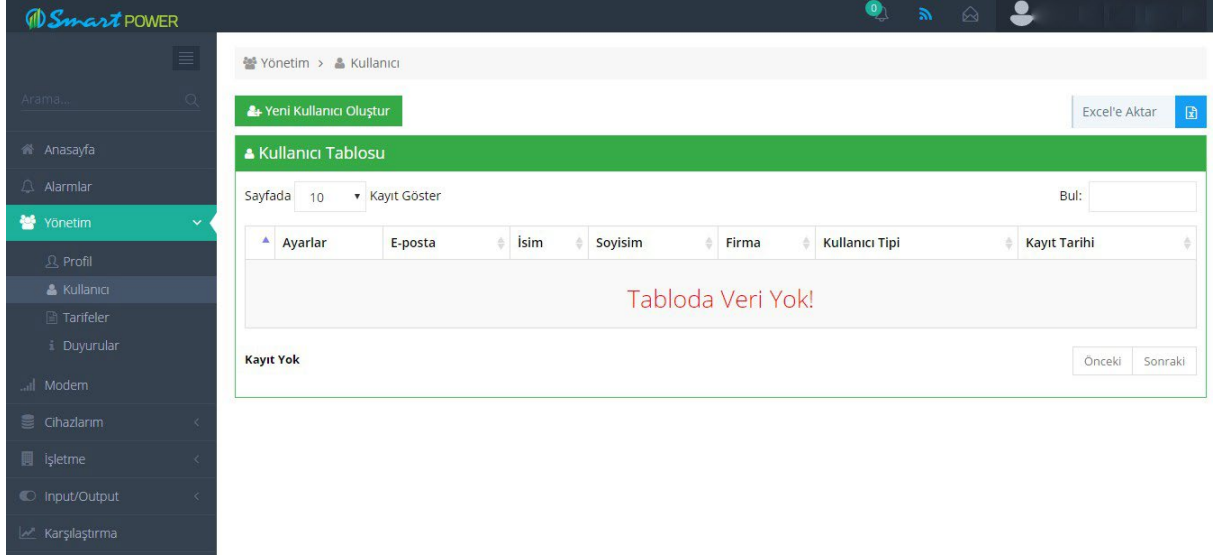 Smart POWER
0
Arama...
Anasayfa
Alarmlar
Yönetim
Profil
Kullanıcı
Tarifeler
Duyurular
Modem
Cihazlarım
İşletme
Input/Output
Karşılaştırma
Yönetim > Kullanıcı
Yeni Kullanıcı Oluştur
Excel'e Aktar
Kullanıcı Tablosu
Sayfada 10 Kayıt Göster
Bul:
Ayarlar E-posta İsim Soyisim Firma Kullanıcı Tipi Kayıt Tarihi
Tabloda Veri Yok!
Kayıt Yok
Önceki Sonraki